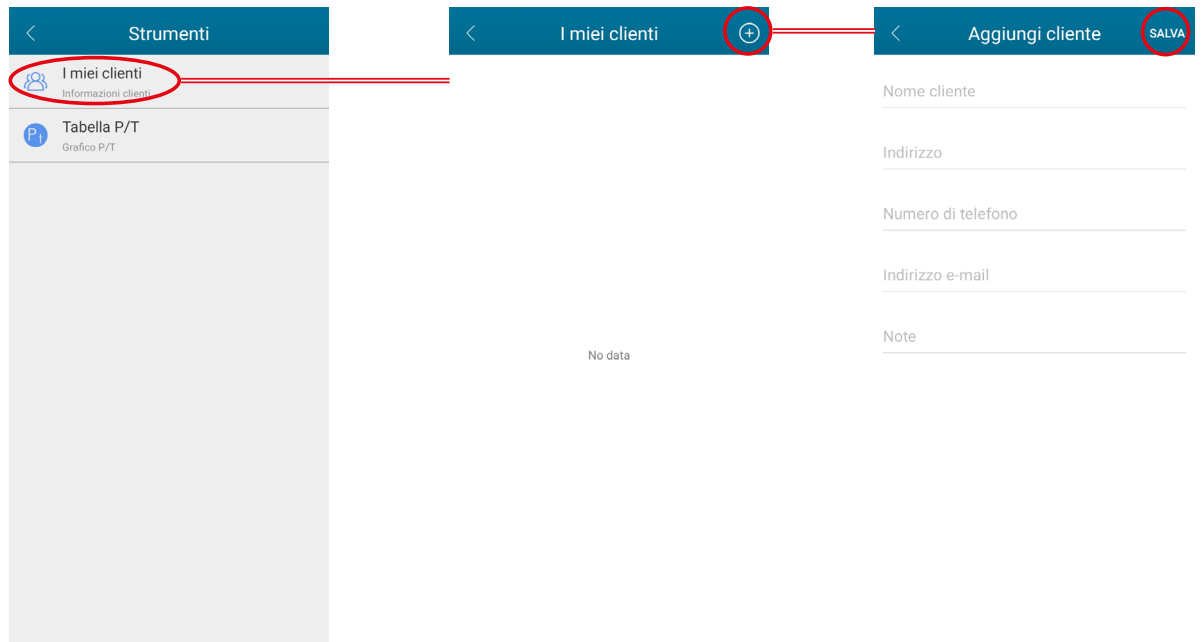 Strumenti
I miei clienti
Informazioni clienti
Pt
Tabella P/T
Grafico P/T
I miei clienti
No data
Aggiungi cliente
SALVA
Nome cliente
Indirizzo
Numero di telefono
Indirizzo e-mail
Note